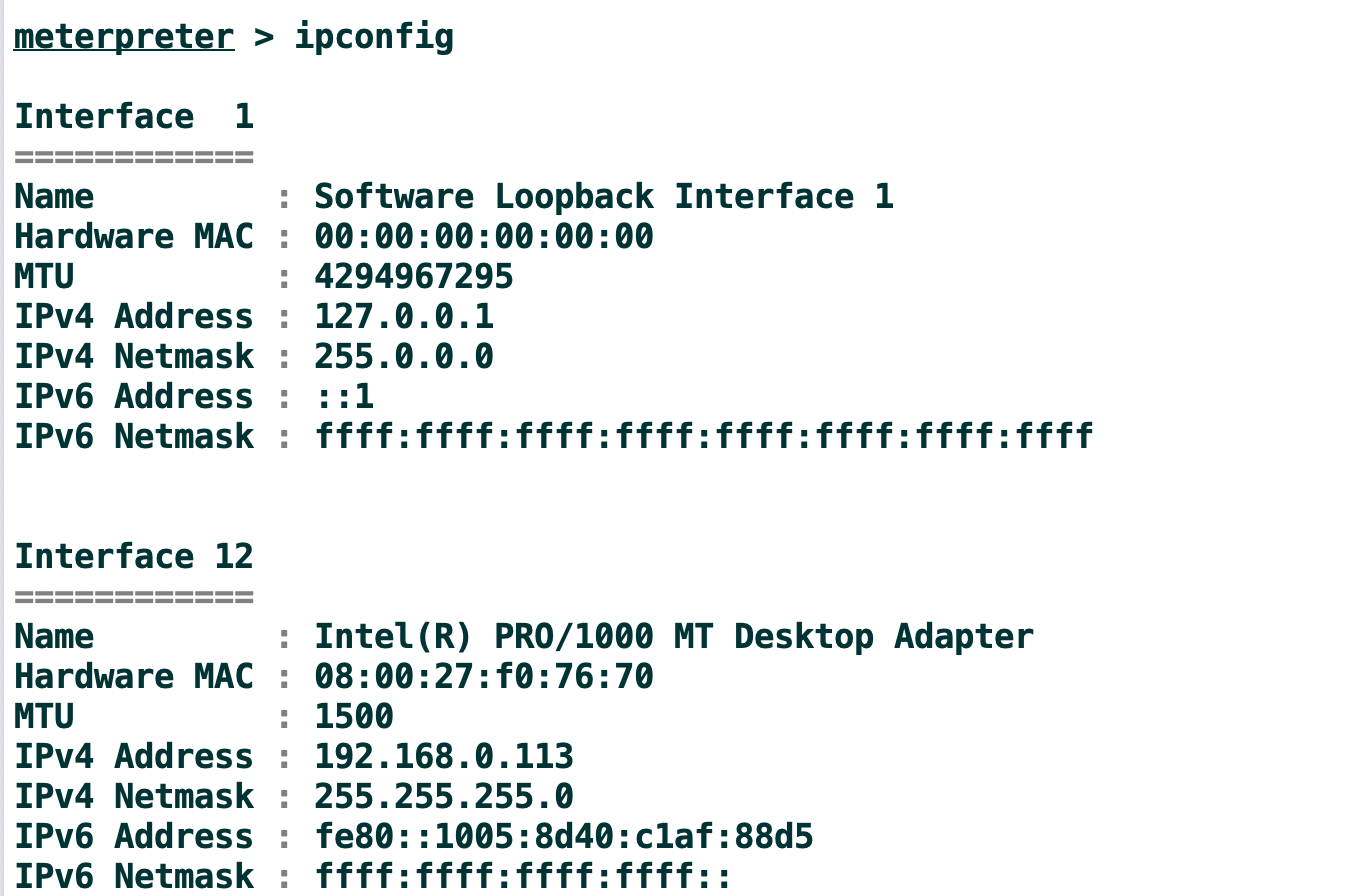 meterpreter > ipconfig
Interface  1
============
Name         : Software Loopback Interface 1
Hardware MAC : 00:00:00:00:00:00
MTU          : 4294967295
IPv4 Address : 127.0.0.1
IPv4 Netmask : 255.0.0.0
IPv6 Address : ::1
IPv6 Netmask : ffff:ffff:ffff:ffff:ffff:ffff:ffff:ffff
Interface 12
============
Name         : Intel(R) PRO/1000 MT Desktop Adapter
Hardware MAC : 08:00:27:f0:76:70
MTU          : 1500
IPv4 Address : 192.168.0.113
IPv4 Netmask : 255.255.255.0
IPv6 Address : fe80::1005:8d40:c1af:88d5
IPv6 Netmask : ffff:ffff:ffff:ffff::